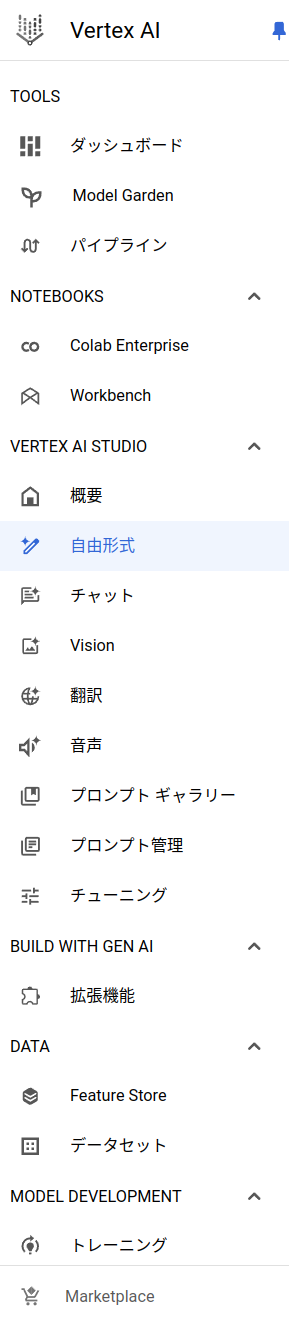 Vertex AI
TOOLS
ダッシュボード
Model Garden
パイプライン
NOTEBOOKS
Colab Enterprise
Workbench
VERTEX AI STUDIO
概要
自由形式
チャット
Vision
翻訳
音声
プロンプト ギャラリー
プロンプト管理
チューニング
BUILD WITH GEN AI
拡張機能
DATA
Feature Store
データセット
MODEL DEVELOPMENT
トレーニング
Marketplace